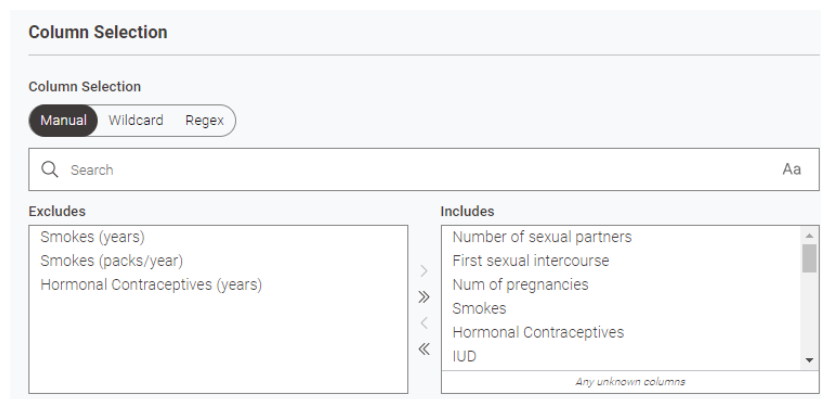 Column Selection
Column Selection
Manual Wildcard Regex
Search Aa
Excludes
Smokes (years)
Smokes (packs/year)
Hormonal Contraceptives (years)
Includes
Number of sexual partners
First sexual intercourse
Num of pregnancies
Smokes
Hormonal Contraceptives
IUD
Any unknown columns